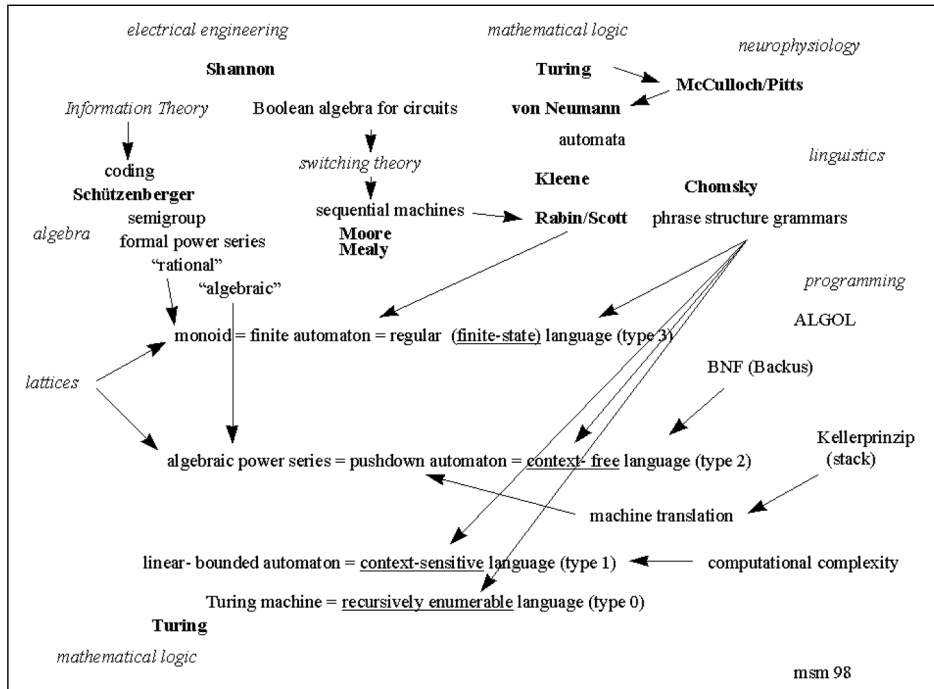 electrical engineering
mathematical logic
neurophysiology
Shannon
Turing
McCulloch/Pitts
Information Theory
Boolean algebra for circuits
von Neumann
automata
linguistics
switching theory
coding
Schützenberger
Kleene
Chomsky
semigroup
sequential machines
Rabin/Scott
phrase structure grammars
algebra
formal power series
Moore
Mealy
"rational"
"algebraic"
programming
ALGOL
monoid = finite automaton = regular (finite-state) language (type 3)
BNF (Backus)
lattices
Kellerprinzip
(stack)
algebraic power series = pushdown automaton = context- free language (type 2)
machine translation
linear- bounded automaton = context-sensitive language (type 1)
computational complexity
Turing machine = recursively enumerable language (type 0)
Turing
mathematical logic
msm 98